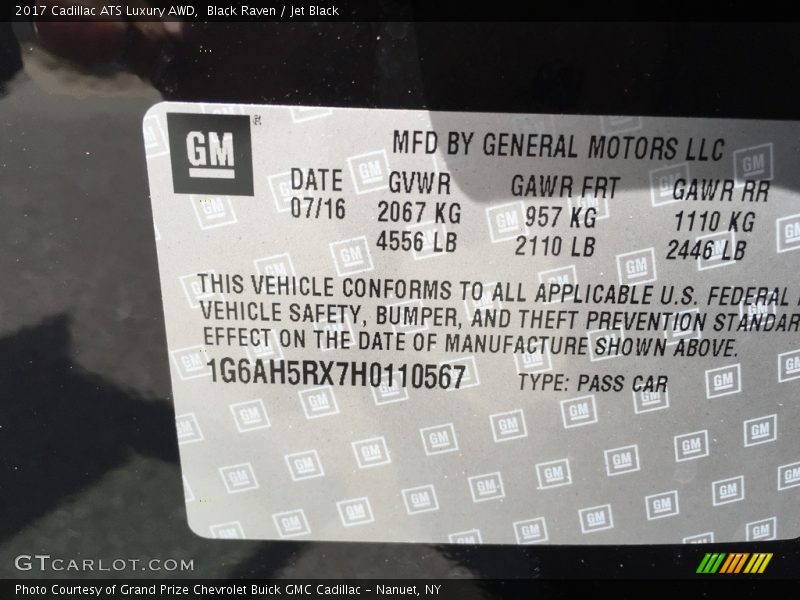 2017 Cadillac ATS Luxury AWD,  Black Raven / Jet Black
GM®
MFD BY GENERAL MOTORS LLC
DATE GVWR GAWR FRT GAWR RR
07/16 2067 KG 957 KG 1110 KG
4556 LB 2110 LB 2446 LB
THIS VEHICLE CONFORMS TO ALL APPLICABLE U.S. FEDERAL
VEHICLE SAFETY, BUMPER, AND THEFT PREVENTION STANDAR
EFFECT ON THE DATE OF MANUFACTURE SHOWN ABOVE.
1G6AH5RX7H0110567 TYPE: PASS CAR
GTCARLOT.COM
Photo Courtesy of Grand Prize Chevrolet Buick GMC Cadillac – Nanuet, NY